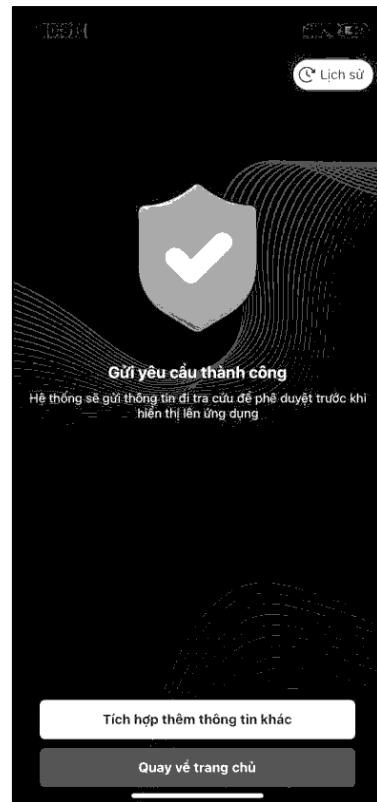 Lịch sử
Gửi yêu cầu thành công
Hệ thống sẽ gửi thông tin đi tra cứu để phê duyệt trước khi
hiển thị lên ứng dụng
Tích hợp thêm thông tin khác
Quay về trang chủ